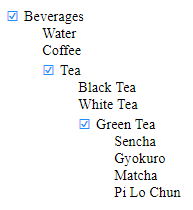 Beverages
Water
Coffee
Tea
Black Tea
White Tea
Green Tea
Sencha
Gyokuro
Matcha
Pi Lo Chun